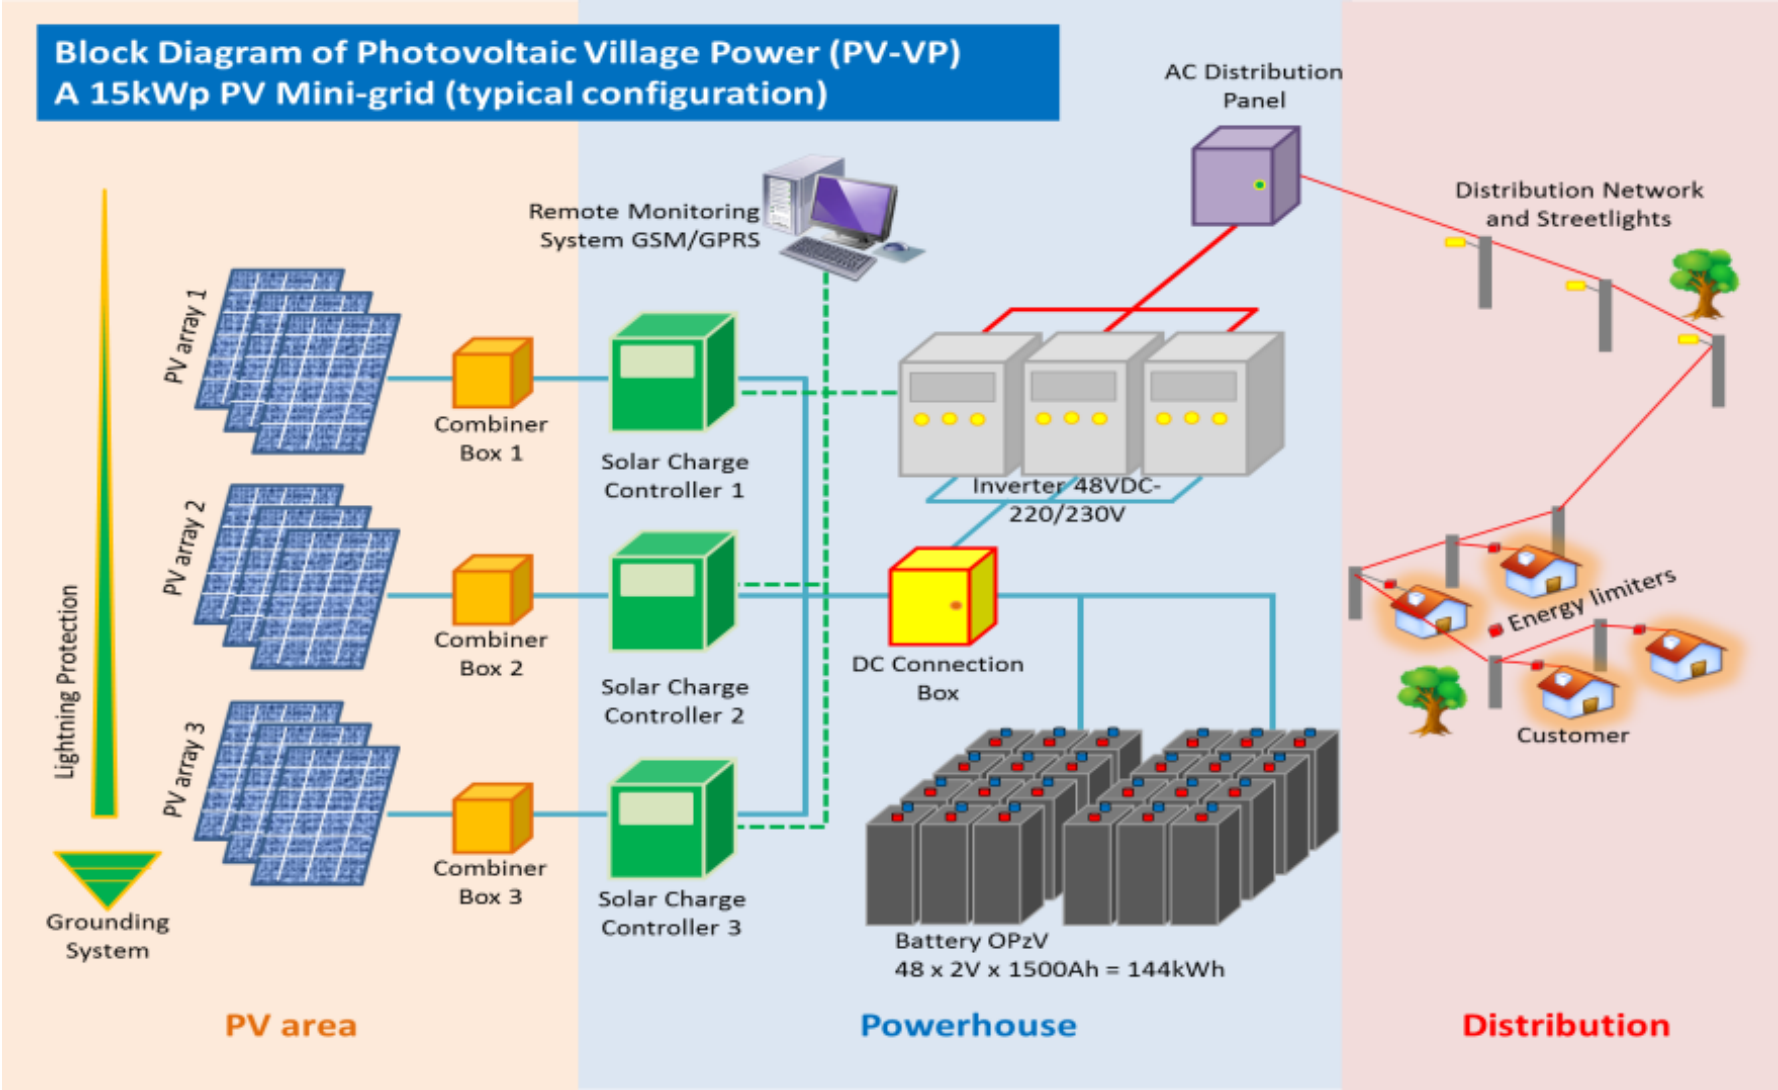 Block Diagram of Photovoltaic Village Power (PV-VP)
A 15kWp PV Mini-grid (typical configuration)
AC Distribution
Panel
Remote Monitoring
System GSM/GPRS
Distribution Network
and Streetlights
PV array 1
Combiner
Box 1
Solar Charge
Controller 1
Inverter 48VDC-
220/230V
PV array 2
Combiner
Box 2
Solar Charge
Controller 2
DC Connection
Box
Energy limiters
Customer
Lightning Protection
PV array 3
Combiner
Box 3
Solar Charge
Controller 3
Grounding
System
Battery OPzV
48 x 2V x 1500Ah = 144kWh
PV area
Powerhouse
Distribution